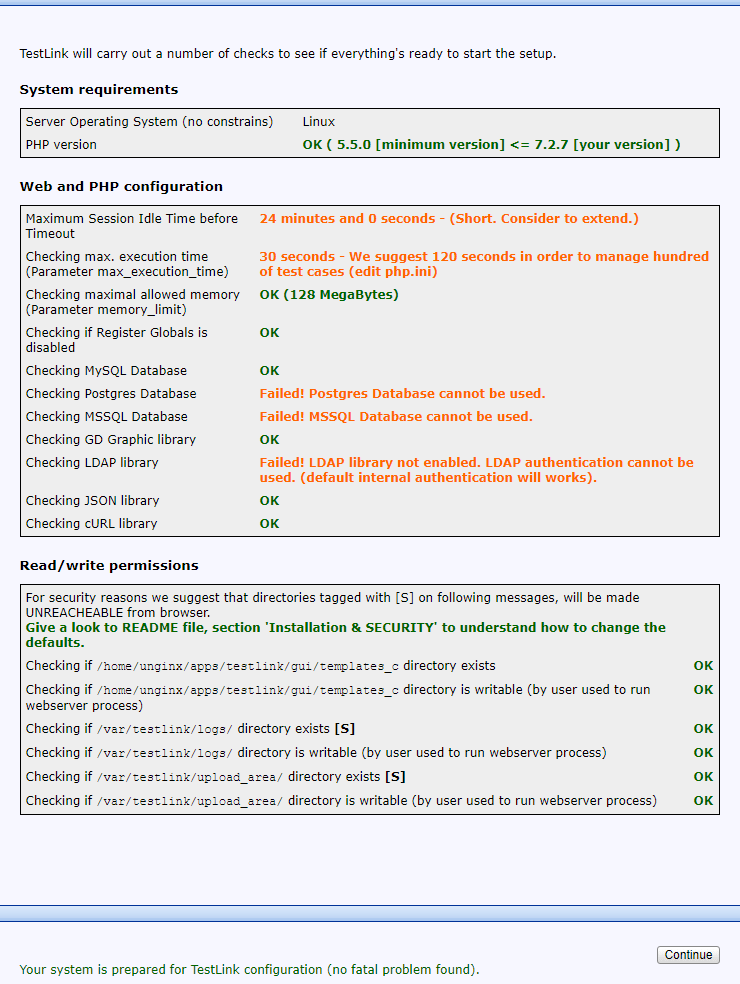 TestLink will carry out a number of checks to see if everything's ready to start the setup.
System requirements
Server Operating System (no constrains) Linux
PHP version OK ( 5.5.0 [minimum version] <= 7.2.7 [your version] )
Web and PHP configuration
Maximum Session Idle Time before 24 minutes and 0 seconds - (Short. Consider to extend.)
Timeout
Checking max. execution time 30 seconds - We suggest 120 seconds in order to manage hundred
(Parameter max_execution_time) of test cases (edit php.ini)
Checking maximal allowed memory OK (128 MegaBytes)
(Parameter memory_limit)
Checking if Register Globals is OK
disabled
Checking MySQL Database OK
Checking Postgres Database Failed! Postgres Database cannot be used.
Checking MSSQL Database Failed! MSSQL Database cannot be used.
Checking GD Graphic library OK
Checking LDAP library Failed! LDAP library not enabled. LDAP authentication cannot be
used. (default internal authentication will works).
Checking JSON library OK
Checking cURL library OK
Read/write permissions
For security reasons we suggest that directories tagged with [S] on following messages, will be made
UNREACHEABLE from browser.
Give a look to README file, section 'Installation & SECURITY' to understand how to change the
defaults.
Checking if /home/unginx/apps/testlink/gui/templates_c directory exists OK
Checking if /home/unginx/apps/testlink/gui/templates_c directory is writable (by user used to run OK
webserver process)
Checking if /var/testlink/logs/ directory exists [S] OK
Checking if /var/testlink/logs/ directory is writable (by user used to run webserver process) OK
Checking if /var/testlink/upload_area/ directory exists [S] OK
Checking if /var/testlink/upload_area/ directory is writable (by user used to run webserver process) OK
Continue
Your system is prepared for TestLink configuration (no fatal problem found).